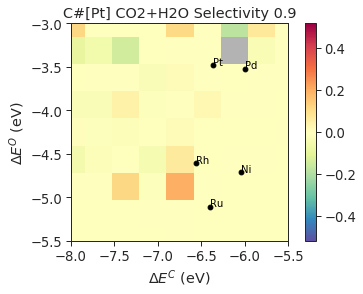 C#[Pt] CO2+H2O Selectivity 0.9
−3.0
−3.5
−4.0
−4.5
−5.0
−5.5
ΔE^O (eV)
Pt
Pd
Rh
Ni
Ru
−8.0 −7.5 −7.0 −6.5 −6.0 −5.5
ΔE^C (eV)
0.4
0.2
0.0
−0.2
−0.4